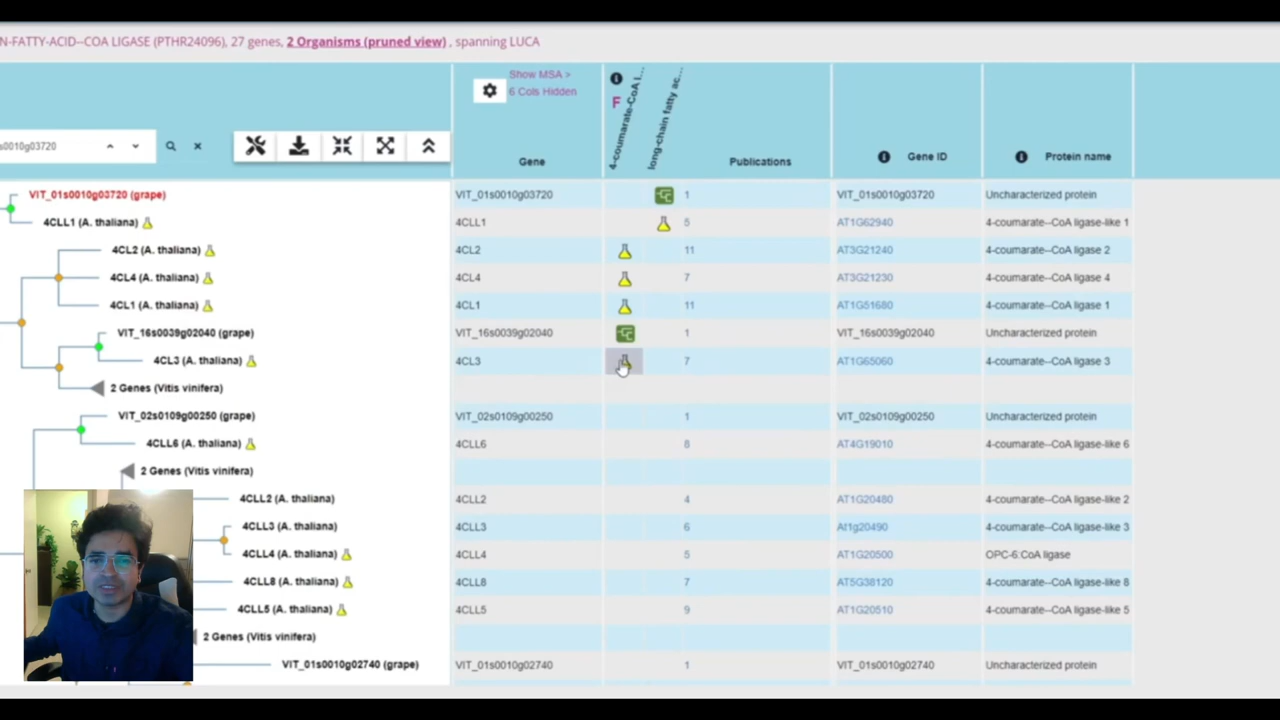 N-FATTY-ACID--COA LIGASE (PTHR24096), 27 genes, 2 Organisms (pruned view) , spanning LUCA
Show MSA >
6 Cols Hidden
F
4-coumarate-CoA l...
long-chain fatty ac...
s0010g03720
Gene
Publications
Gene ID
Protein name
VIT_01s0010g03720 (grape) VIT_01s0010g03720 1 VIT_01s0010g03720 Uncharacterized protein
4CLL1 (A. thaliana) 4CLL1 5 AT1G62940 4-coumarate--CoA ligase-like 1
4CL2 (A. thaliana) 4CL2 11 AT3G21240 4-coumarate--CoA ligase 2
4CL4 (A. thaliana) 4CL4 7 AT3G21230 4-coumarate--CoA ligase 4
4CL1 (A. thaliana) 4CL1 11 AT1G51680 4-coumarate--CoA ligase 1
VIT_16s0039g02040 (grape) VIT_16s0039g02040 1 VIT_16s0039g02040 Uncharacterized protein
4CL3 (A. thaliana) 4CL3 7 AT1G65060 4-coumarate--CoA ligase 3
2 Genes (Vitis vinifera)
VIT_02s0109g00250 (grape) VIT_02s0109g00250 1 VIT_02s0109g00250 Uncharacterized protein
4CLL6 (A. thaliana) 4CLL6 8 AT4G19010 4-coumarate--CoA ligase-like 6
2 Genes (Vitis vinifera)
4CLL2 (A. thaliana) 4CLL2 4 AT1G20480 4-coumarate--CoA ligase-like 2
4CLL3 (A. thaliana) 4CLL3 6 At1g20490 4-coumarate--CoA ligase-like 3
4CLL4 (A. thaliana) 4CLL4 5 AT1G20500 OPC-6:CoA ligase
4CLL8 (A. thaliana) 4CLL8 7 AT5G38120 4-coumarate--CoA ligase-like 8
4CLL5 (A. thaliana) 4CLL5 9 AT1G20510 4-coumarate--CoA ligase-like 5
2 Genes (Vitis vinifera)
VIT_01s0010g02740 (grape) VIT_01s0010g02740 1 VIT_01s0010g02740 Uncharacterized protein